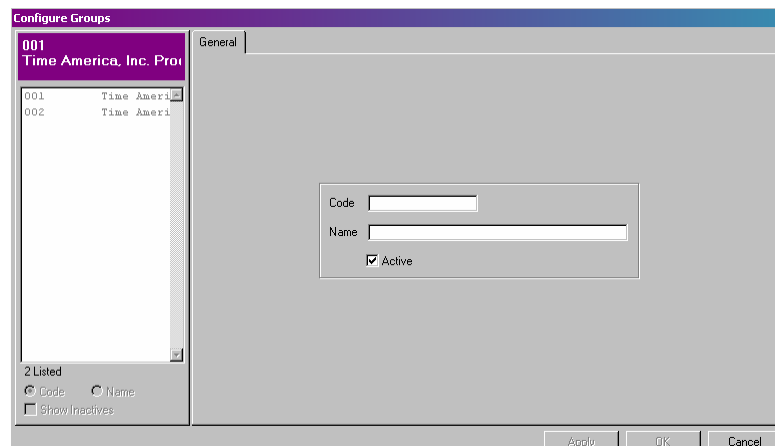 Configure Groups
001
Time America, Inc.
General
001 Time Ameri
002 Time Ameri
Code
Name
Active
2 Listed
Code Name
Show Inactives
Apply OK Cancel